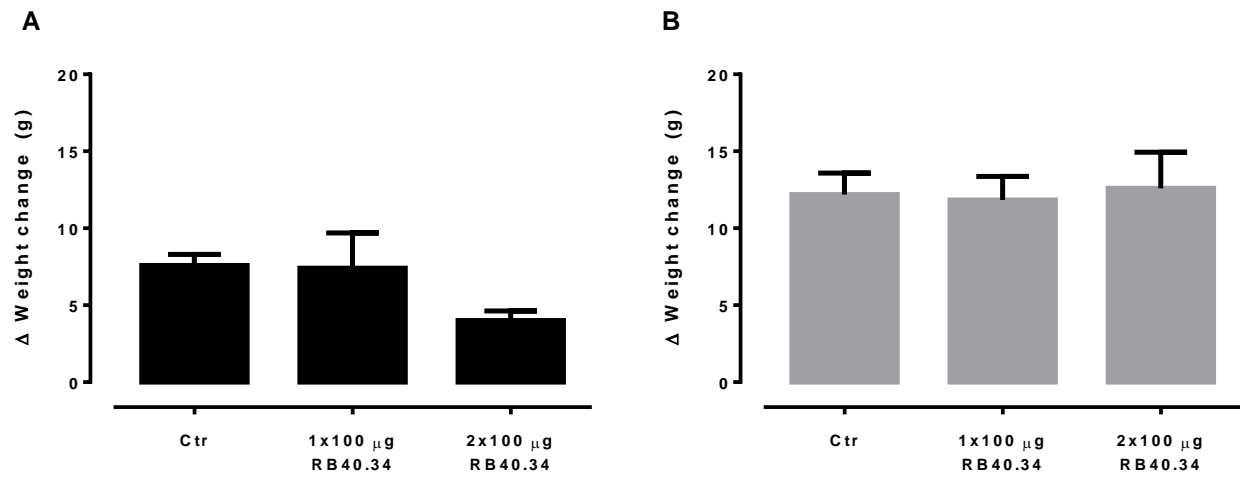 A
Δ Weight change (g)
20
15
10
5
0
Ctr
1x100 μg
RB40.34
2x100 μg
RB40.34
B
Δ Weight change (g)
20
15
10
5
0
Ctr
1x100 μg
RB40.34
2x100 μg
RB40.34